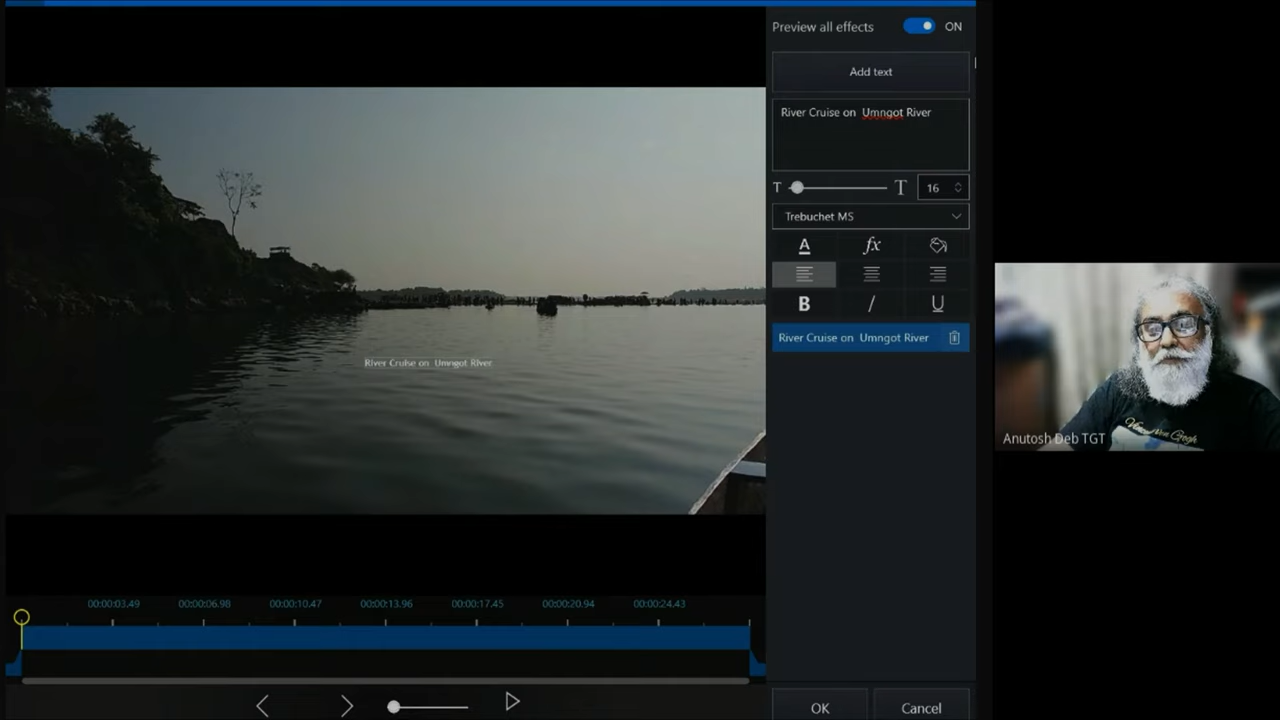 Preview all effects ON
Add text
River Cruise on  Umngot River
T T 16
Trebuchet MS
A fx
B / U
River Cruise on  Umngot River
River Cruise on  Umngot River
Anutosh Deb TGT
00:00:03.49 00:00:06.98 00:00:10.47 00:00:13.96 00:00:17.45 00:00:20.94 00:00:24.43
OK Cancel